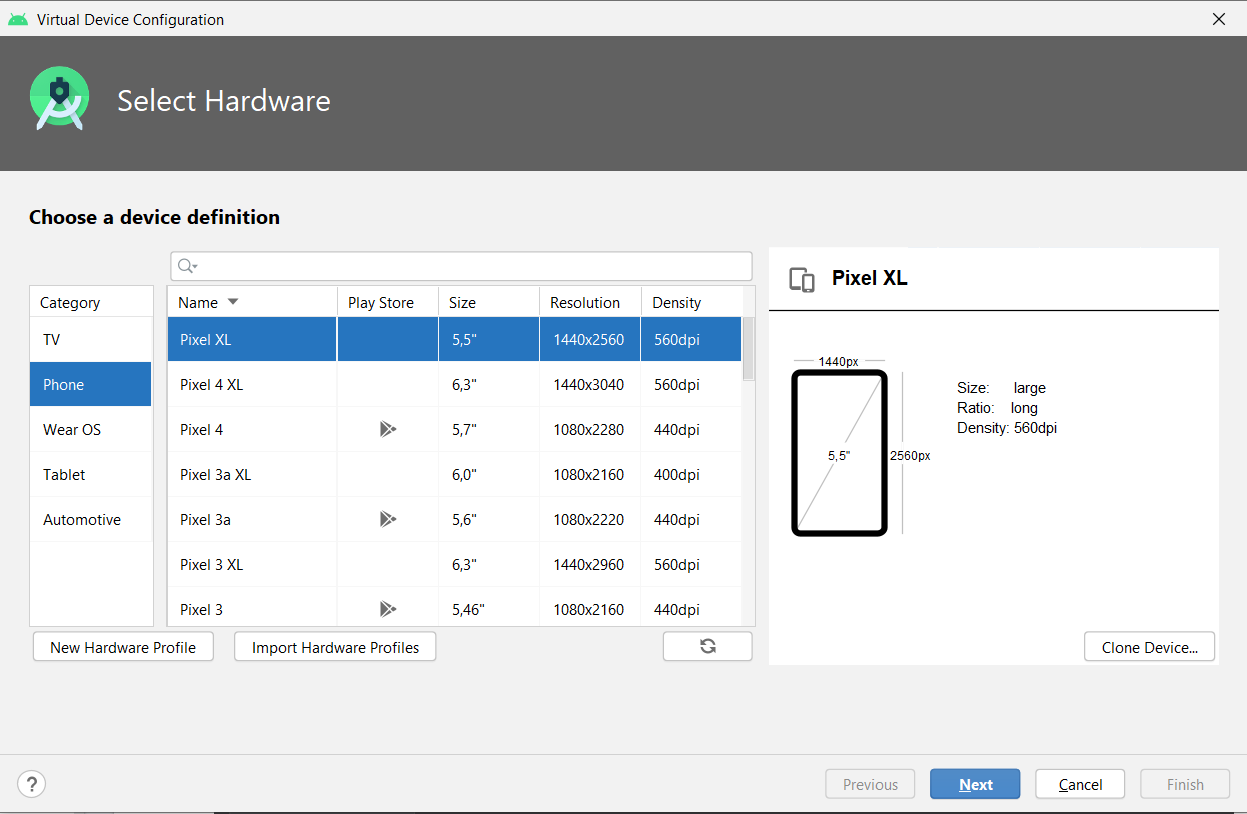 Virtual Device Configuration
Select Hardware
Choose a device definition
Category
TV
Phone
Wear OS
Tablet
Automotive
Name Play Store Size Resolution Density
Pixel XL 5,5" 1440x2560 560dpi
Pixel 4 XL 6,3" 1440x3040 560dpi
Pixel 4 5,7" 1080x2280 440dpi
Pixel 3a XL 6,0" 1080x2160 400dpi
Pixel 3a 5,6" 1080x2220 440dpi
Pixel 3 XL 6,3" 1440x2960 560dpi
Pixel 3 5,46" 1080x2160 440dpi
New Hardware Profile Import Hardware Profiles
Pixel XL
1440px
5,5"
2560px
Size: large
Ratio: long
Density: 560dpi
Clone Device...
? Previous Next Cancel Finish